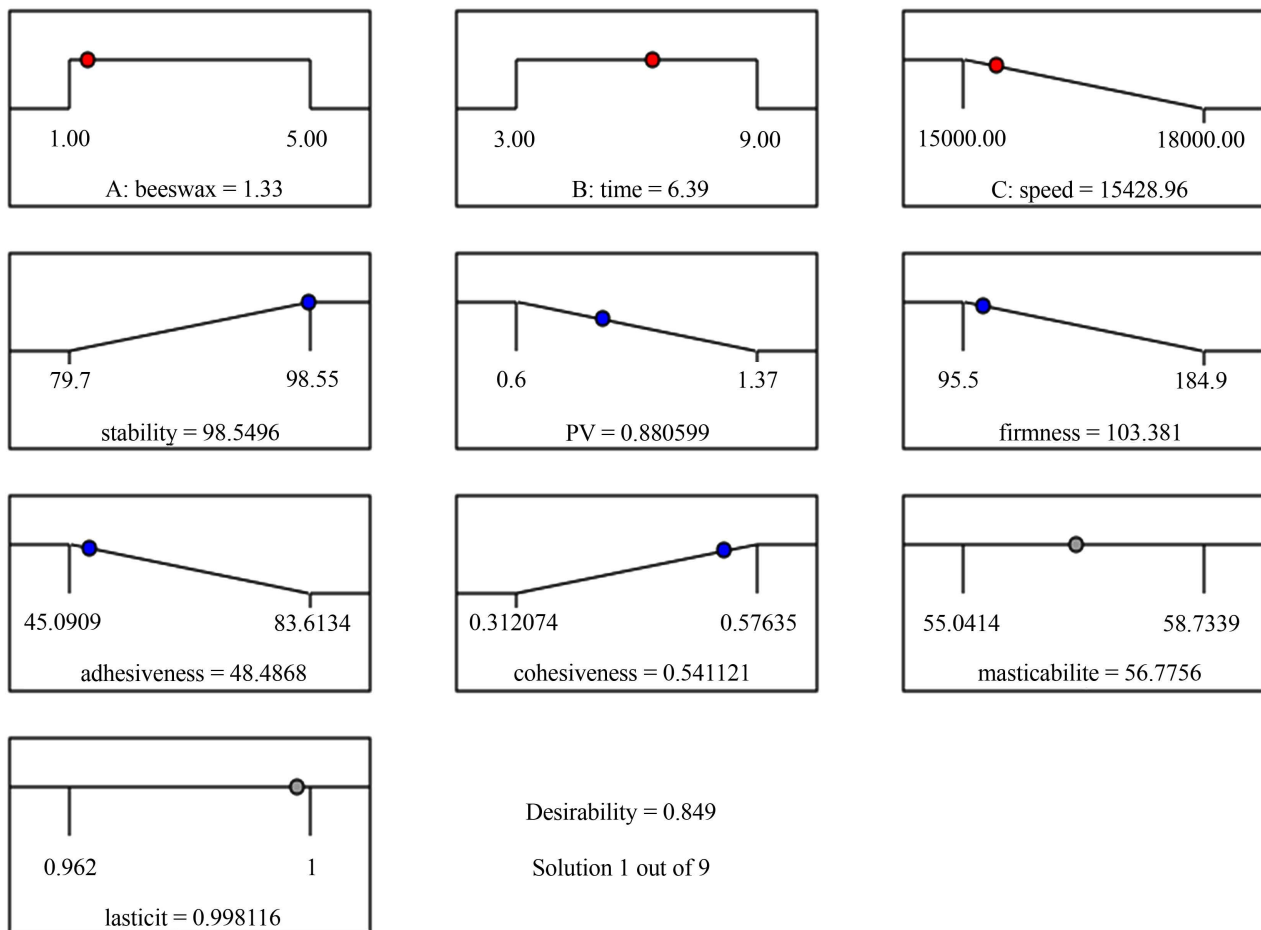 1.00 5.00
A: beeswax = 1.33
3.00 9.00
B: time = 6.39
15000.00 18000.00
C: speed = 15428.96
79.7 98.55
stability = 98.5496
0.6 1.37
PV = 0.880599
95.5 184.9
firmness = 103.381
45.0909 83.6134
adhesiveness = 48.4868
0.312074 0.57635
cohesiveness = 0.541121
55.0414 58.7339
masticabilite = 56.7756
0.962 1
lasticit = 0.998116
Desirability = 0.849
Solution 1 out of 9